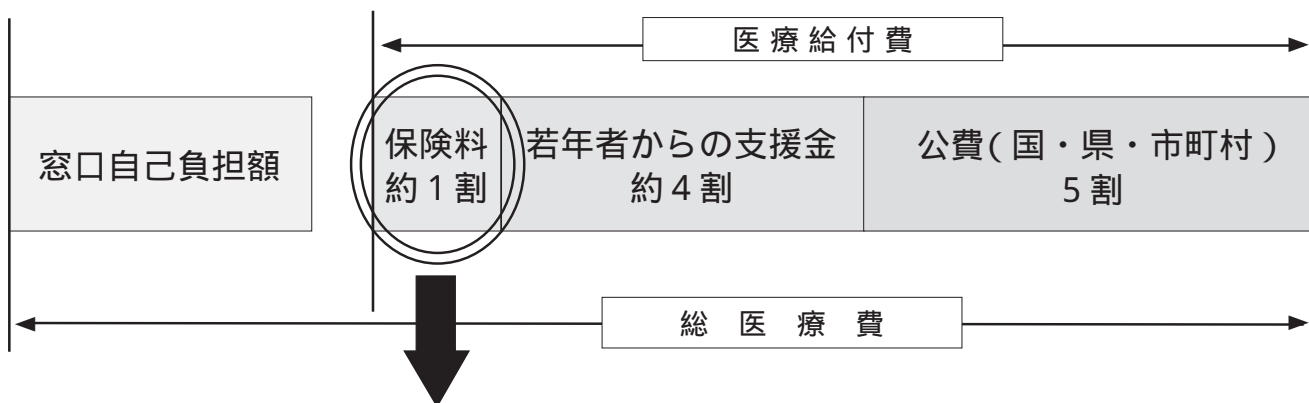 医療給付費
窓口自己負担額
保険料
約1割
若年者からの支援金
約4割
公費(国・県・市町村)
5割
総医療費